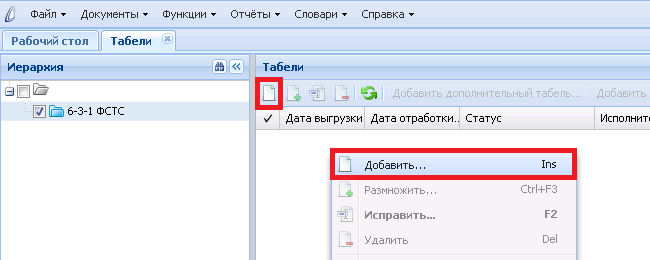 Файл Документы Функции Отчёты Словари Справка
Рабочий стол Табели
Иерархия Табели
Добавить дополнительный табель... Добавить
6-3-1 ФСТС
Дата выгрузки Дата отработки... Статус Исполните
Добавить... Ins
Размножить... Ctrl+F3
Исправить... F2
Удалить Del